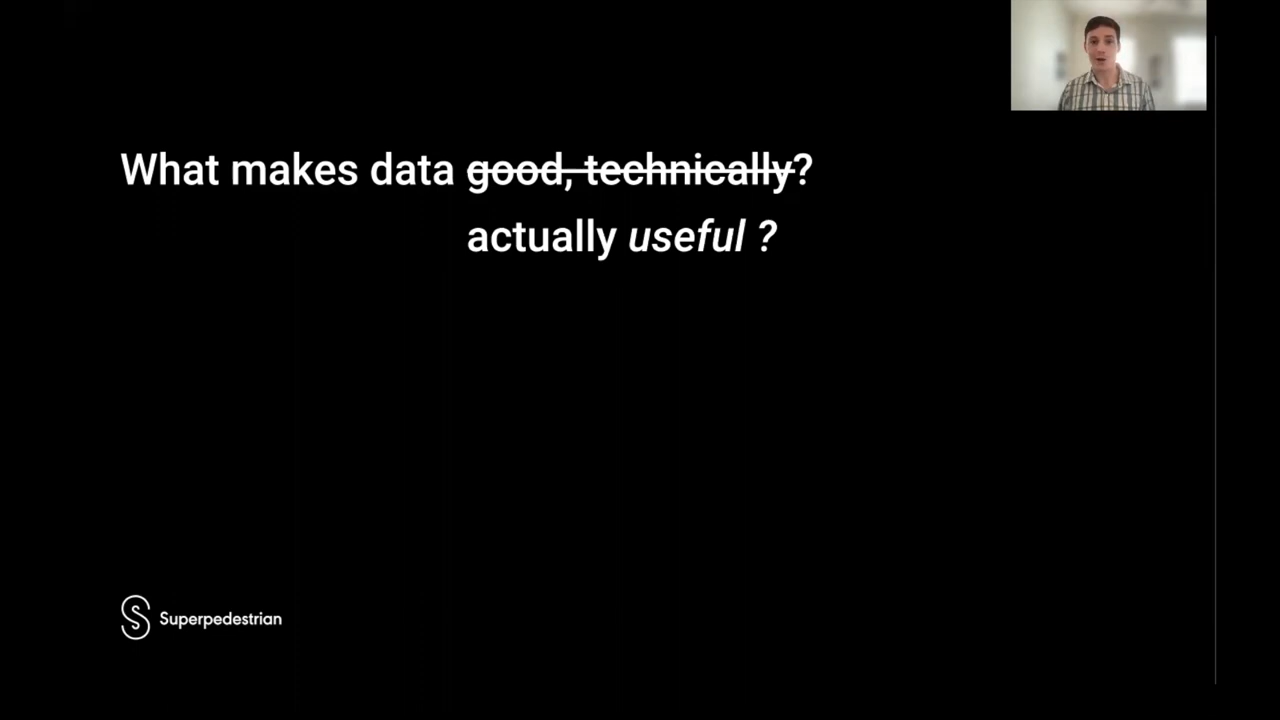 What makes data good, technically?
actually useful ?
Superpedestrian